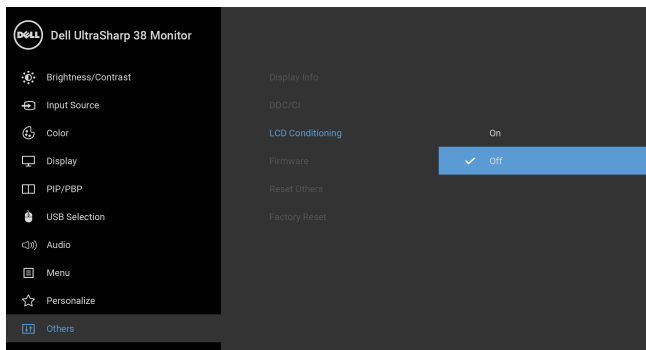 DELL Dell UltraSharp 38 Monitor
Brightness/Contrast
Display Info
Input Source
DDC/CI
Color
LCD Conditioning
On
Display
Firmware
Off
PIP/PBP
Reset Others
USB Selection
Factory Reset
Audio
Menu
Personalize
Others